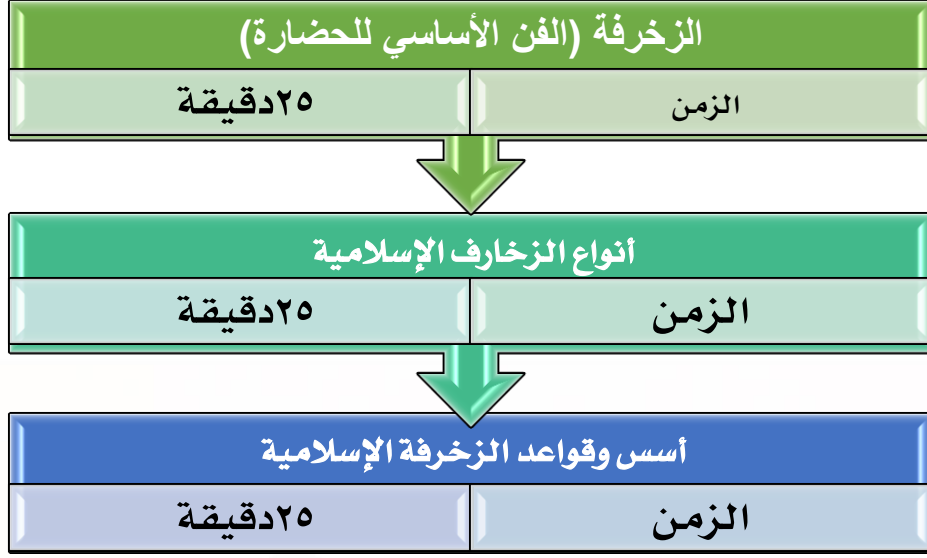 الزخرفة (الفن الأساسي للحضارة)
الزمن ٢٥دقيقة
أنواع الزخارف الإسلامية
الزمن ٢٥دقيقة
أسس وقواعد الزخرفة الإسلامية
الزمن ٢٥دقيقة